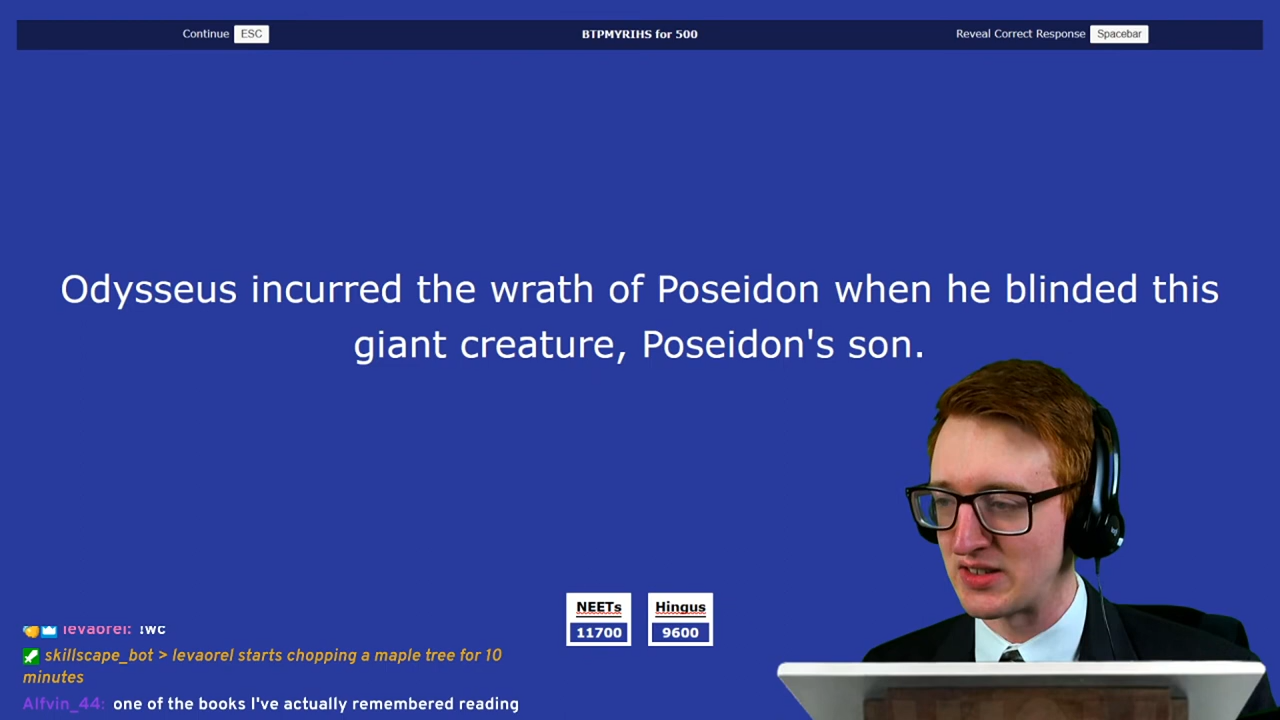 Continue ESC
BTPMYRIHS for 500
Reveal Correct Response Spacebar
Odysseus incurred the wrath of Poseidon when he blinded this
giant creature, Poseidon's son.
NEETs
11700
Hingus
9600
levaorel: !wc
skillscape_bot > levaorel starts chopping a maple tree for 10
minutes
Alfvin_44: one of the books I've actually remembered reading